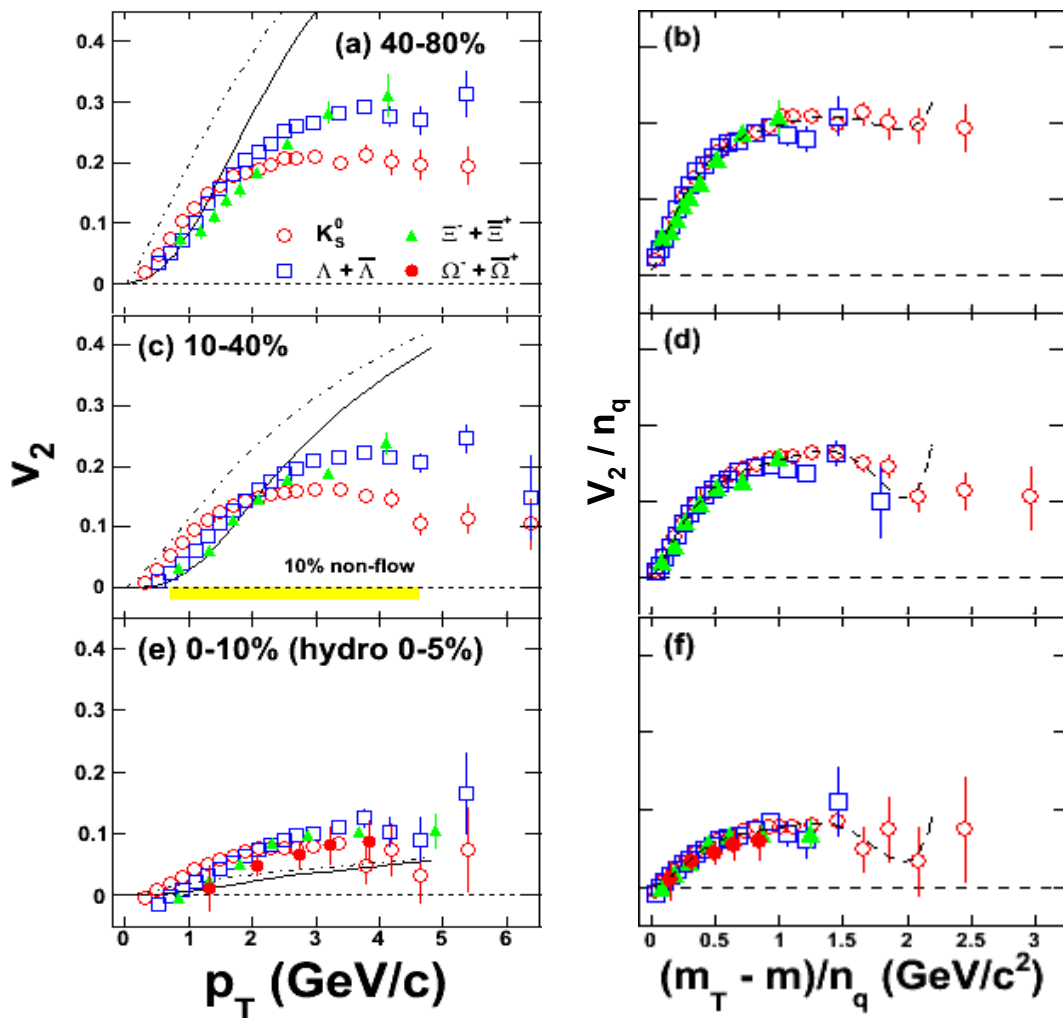 0.4
0.3
0.2
0.1
0
(a) 40-80%
K⁰_S
Ξ⁻ + Ξ̅⁺
Λ + Λ̅
Ω⁻ + Ω̅⁺
(b)
0.4
0.3
0.2
0.1
0
(c) 10-40%
10% non-flow
(d)
V₂
V₂ / n_q
0.4
0.3
0.2
0.1
0
(e) 0-10% (hydro 0-5%)
(f)
0 1 2 3 4 5 6
0 0.5 1 1.5 2 2.5 3
p_T (GeV/c)
(m_T - m)/n_q (GeV/c²)